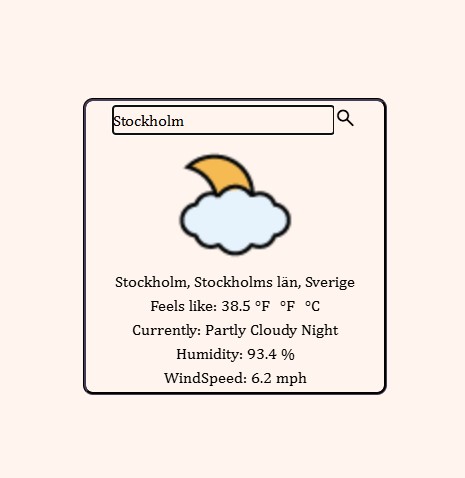 Stockholm
Stockholm, Stockholms län, Sverige
Feels like: 38.5 °F °F °C
Currently: Partly Cloudy Night
Humidity: 93.4 %
WindSpeed: 6.2 mph